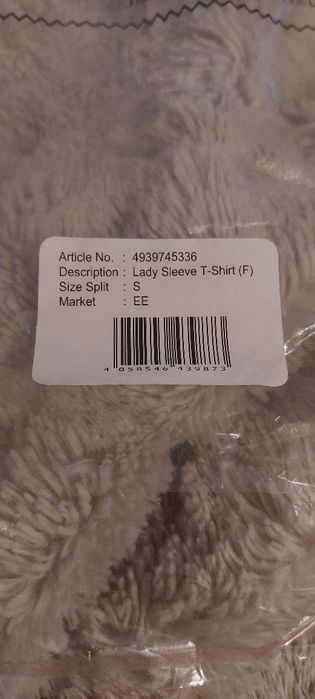 Article No. : 4939745336
Description : Lady Sleeve T-Shirt (F)
Size Split : S
Market : EE
4 058546 439873